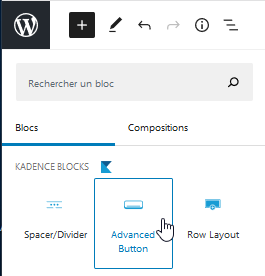 Rechercher un bloc
Blocs Compositions
KADENCE BLOCKS
Spacer/Divider Advanced Button Row Layout